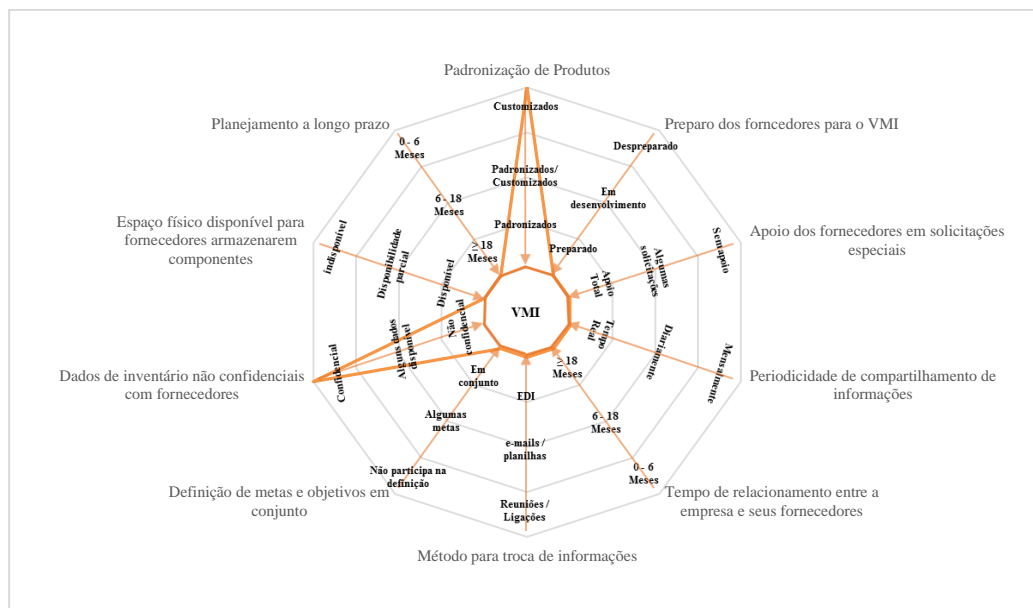 Padronização de Produtos
Customizados
Padronizados/
Customizados
Padronizados
Preparo dos forncedores para o VMI
Despreparado
Em
desenvolvimento
Preparado
Apoio dos fornecedores em solicitações
especiais
Sem apoio
Algumas
solicitações
Apoio
Total
Periodicidade de compartilhamento de
informações
Mensalmente
Diariamente
Tempo
Real
Tempo de relacionamento entre a
empresa e seus fornecedores
0 - 6
Meses
6 - 18
Meses
≥ 18
Meses
Método para troca de informações
Reuniões /
Ligações
e-mails /
planilhas
EDI
Definição de metas e objetivos em
conjunto
Não participa na
definição
Algumas
metas
Em
conjunto
Dados de inventário não confidenciais
com fornecedores
Confidencial
Alguns dados
disponível
Não
confidencial
Espaço físico disponível para
fornecedores armazenarem
componentes
indisponível
Disponibilidade
parcial
Disponível
Planejamento a longo prazo
0 - 6
Meses
6 - 18
Meses
≥ 18
Meses
VMI